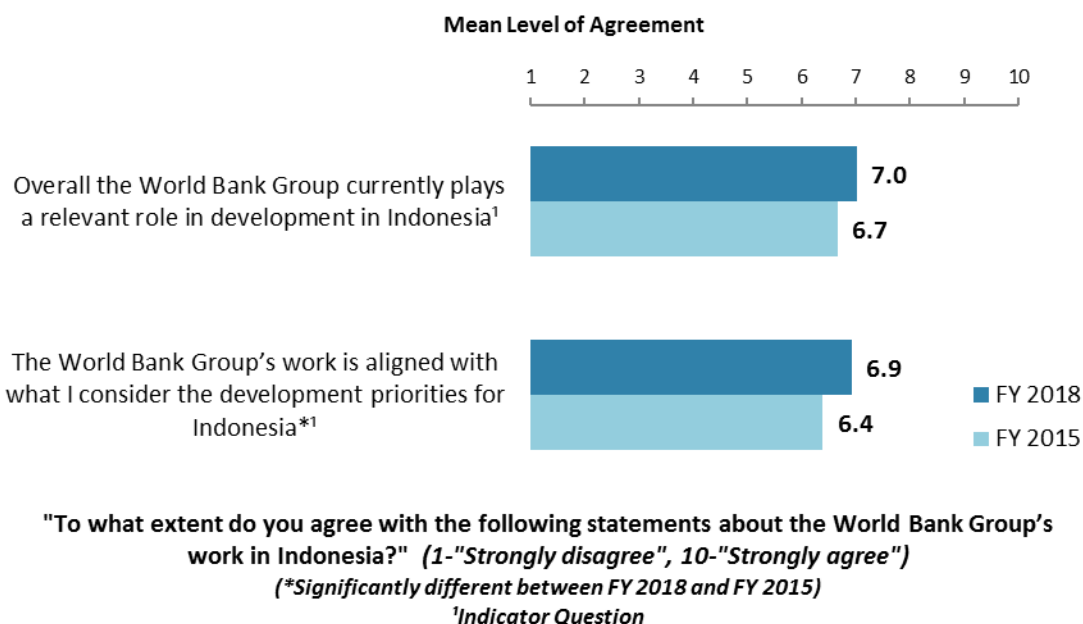 Mean Level of Agreement
1 2 3 4 5 6 7 8 9 10
Overall the World Bank Group currently plays
a relevant role in development in Indonesia¹
7.0
6.7
The World Bank Group’s work is aligned with
what I consider the development priorities for
Indonesia*¹
6.9
6.4
FY 2018
FY 2015
"To what extent do you agree with the following statements about the World Bank Group’s
work in Indonesia?" (1-"Strongly disagree", 10-"Strongly agree")
(*Significantly different between FY 2018 and FY 2015)
¹Indicator Question